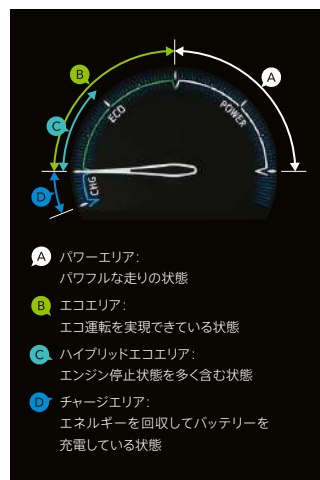 B
A
C
D
ECO
POWER
CHG
A パワーエリア：
パワフルな走りの状態
B エコエリア：
エコ運転を実現できている状態
C ハイブリッドエコエリア：
エンジン停止状態を多く含む状態
D チャージエリア：
エネルギーを回収してバッテリーを
充電している状態